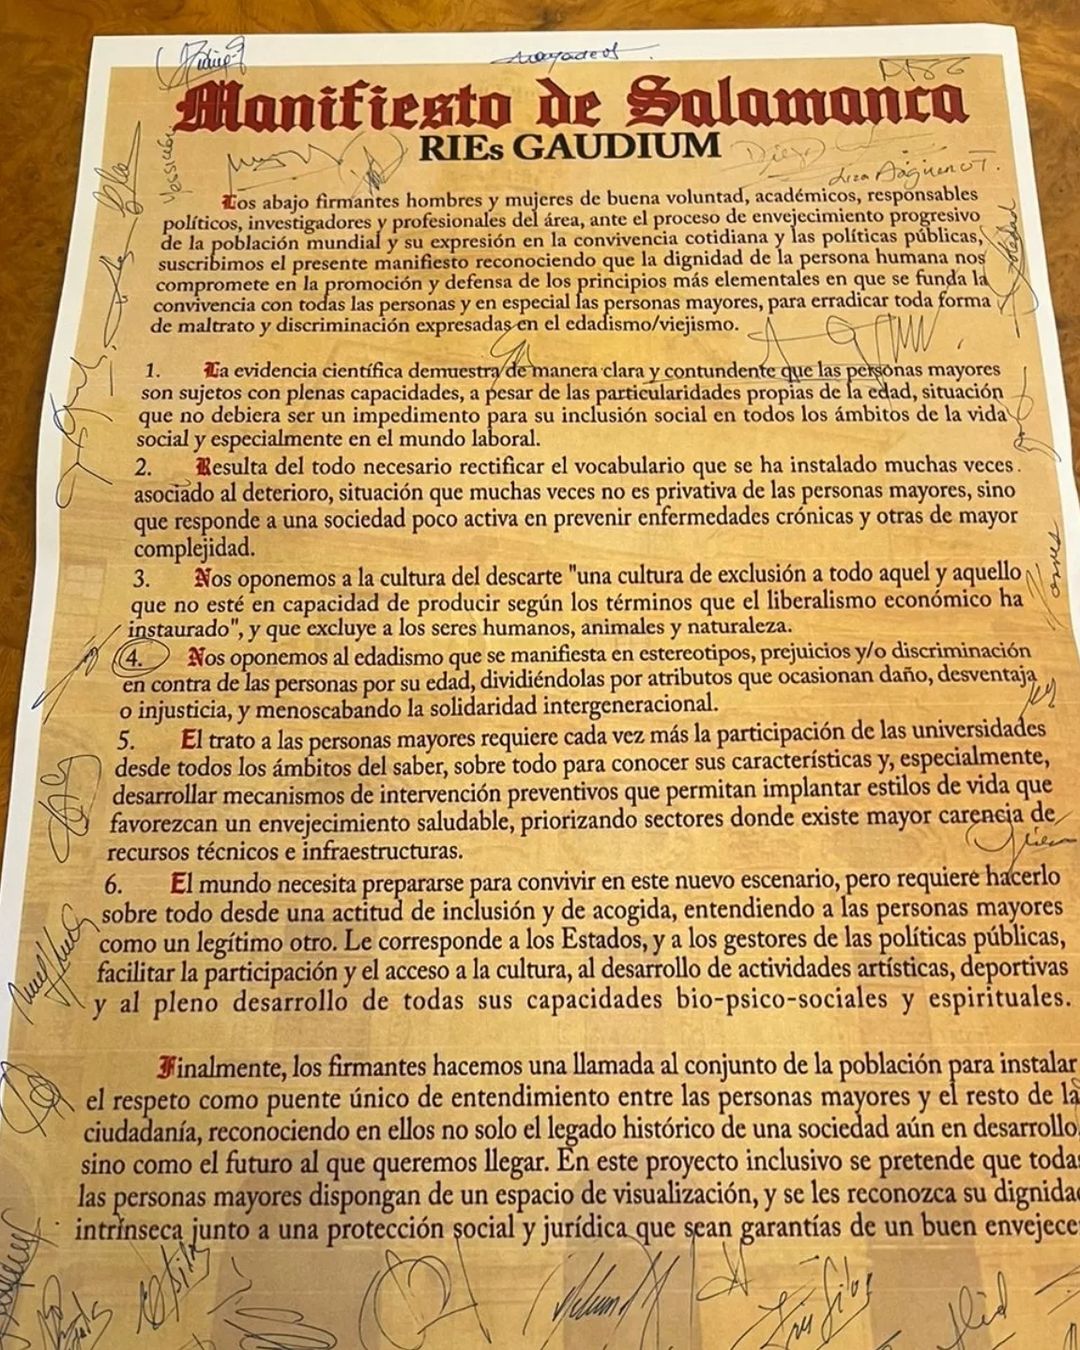 Manifiesto de Salamanca
RIEs GAUDIUM
Diego
Los abajo firmantes hombres y mujeres de buena voluntad, académicos, responsables
políticos, investigadores y profesionales del área, ante el proceso de envejecimiento progresivo
de la población mundial y su expresión en la convivencia cotidiana y las políticas públicas,
suscribimos el presente manifiesto reconociendo que la dignidad de la persona humana nos
compromete en la promoción y defensa de los principios más elementales en que se funda la
convivencia con todas las personas y en especial las personas mayores, para erradicar toda forma
de maltrato y discriminación expresadas en el edadismo/viejismo.
1. La evidencia científica demuestra de manera clara y contundente que las personas mayores
son sujetos con plenas capacidades, a pesar de las particularidades propias de la edad, situación
que no debiera ser un impedimento para su inclusión social en todos los ámbitos de la vida
social y especialmente en el mundo laboral.
2. Resulta del todo necesario rectificar el vocabulario que se ha instalado muchas veces
asociado al deterioro, situación que muchas veces no es privativa de las personas mayores, sino
que responde a una sociedad poco activa en prevenir enfermedades crónicas y otras de mayor
complejidad.
3. Nos oponemos a la cultura del descarte "una cultura de exclusión a todo aquel y aquello
que no esté en capacidad de producir según los términos que el liberalismo económico ha
instaurado", y que excluye a los seres humanos, animales y naturaleza.
4. Nos oponemos al edadismo que se manifiesta en estereotipos, prejuicios y/o discriminación
en contra de las personas por su edad, dividiéndolas por atributos que ocasionan daño, desventaja
o injusticia, y menoscabando la solidaridad intergeneracional.
5. El trato a las personas mayores requiere cada vez más la participación de las universidades
desde todos los ámbitos del saber, sobre todo para conocer sus características y, especialmente,
desarrollar mecanismos de intervención preventivos que permitan implantar estilos de vida que
favorezcan un envejecimiento saludable, priorizando sectores donde existe mayor carencia de
recursos técnicos e infraestructuras.
6. El mundo necesita prepararse para convivir en este nuevo escenario, pero requiere hacerlo
sobre todo desde una actitud de inclusión y de acogida, entendiendo a las personas mayores
como un legítimo otro. Le corresponde a los Estados, y a los gestores de las políticas públicas,
facilitar la participación y el acceso a la cultura, al desarrollo de actividades artísticas, deportivas
y al pleno desarrollo de todas sus capacidades bio-psico-sociales y espirituales.
Finalmente, los firmantes hacemos una llamada al conjunto de la población para instalar
el respeto como puente único de entendimiento entre las personas mayores y el resto de la
ciudadanía, reconociendo en ellos no solo el legado histórico de una sociedad aún en desarrollo,
sino como el futuro al que queremos llegar. En este proyecto inclusivo se pretende que todas
las personas mayores dispongan de un espacio de visualización, y se les reconozca su dignidad
intrínseca junto a una protección social y jurídica que sean garantías de un buen envejecer